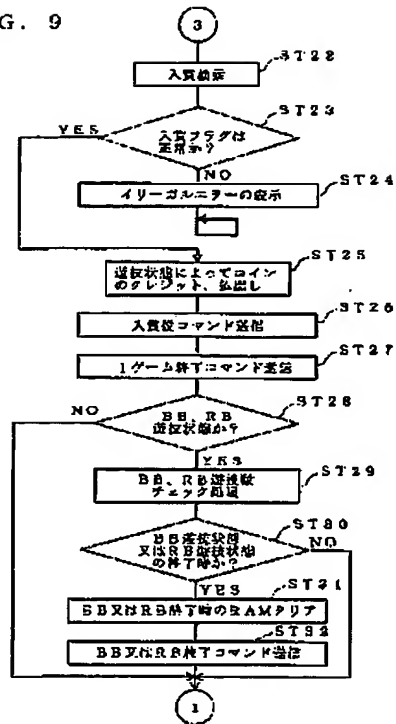 G. 9
3
入賞検索
ST22
ST23
YES
入賞フラグは
正常か?
NO
イリーガルエラーの表示
ST24
遊技状態によってコイン
のクレジット、払出し
ST25
入賞役コマンド送信
ST26
1ゲーム終了コマンド送信
ST27
NO
BB、RB
遊技状態か?
ST28
YES
BB、RB遊技数
チェック処理
ST29
BB遊技状態
又はRB遊技状態
の終了時か?
ST30
NO
YES
ST31
BB又はRB終了時のRAMクリア
ST32
BB又はRB終了コマンド送信
1